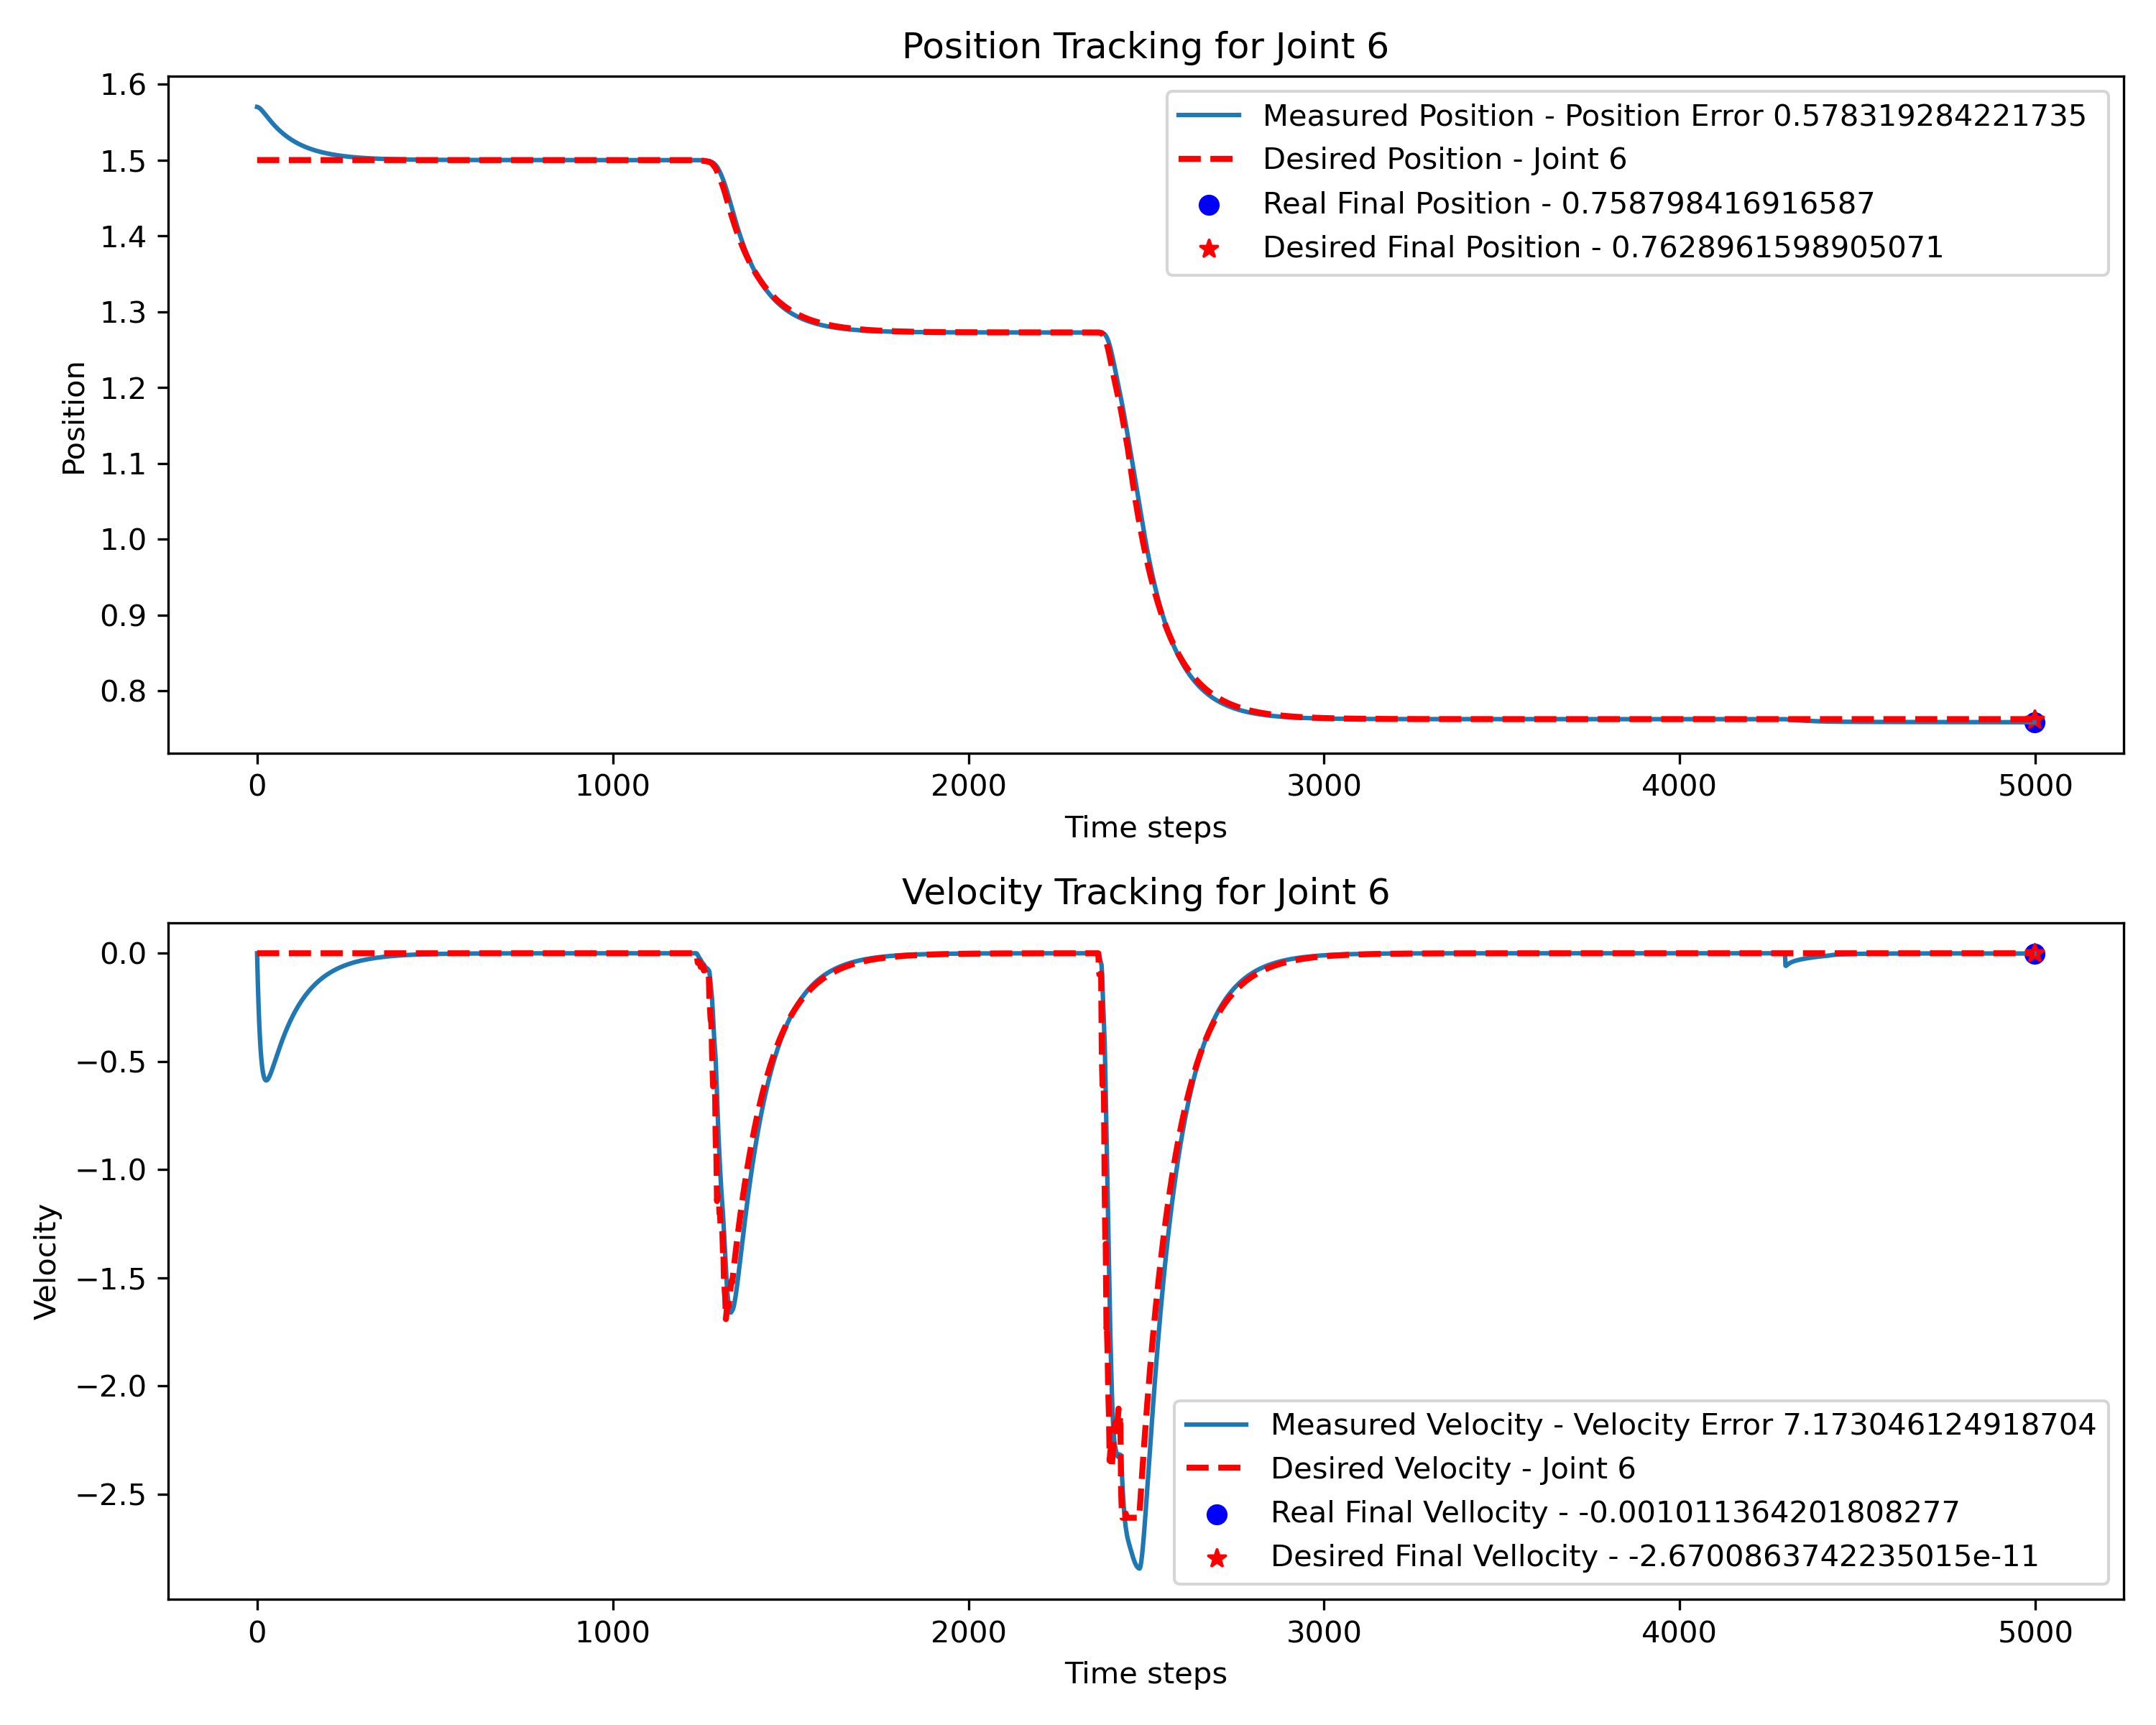 Position Tracking for Joint 6
1.6
1.5
1.4
1.3
1.2
1.1
1.0
0.9
0.8
Position
Measured Position - Position Error 0.578319284221735
Desired Position - Joint 6
Real Final Position - 0.758798416916587
Desired Final Position - 0.7628961598905071
0 1000 2000 3000 4000 5000
Time steps
Velocity Tracking for Joint 6
0.0
−0.5
−1.0
−1.5
−2.0
−2.5
Velocity
Measured Velocity - Velocity Error 7.173046124918704
Desired Velocity - Joint 6
Real Final Vellocity - -0.001011364201808277
Desired Final Vellocity - -2.6700863742235015e-11
0 1000 2000 3000 4000 5000
Time steps